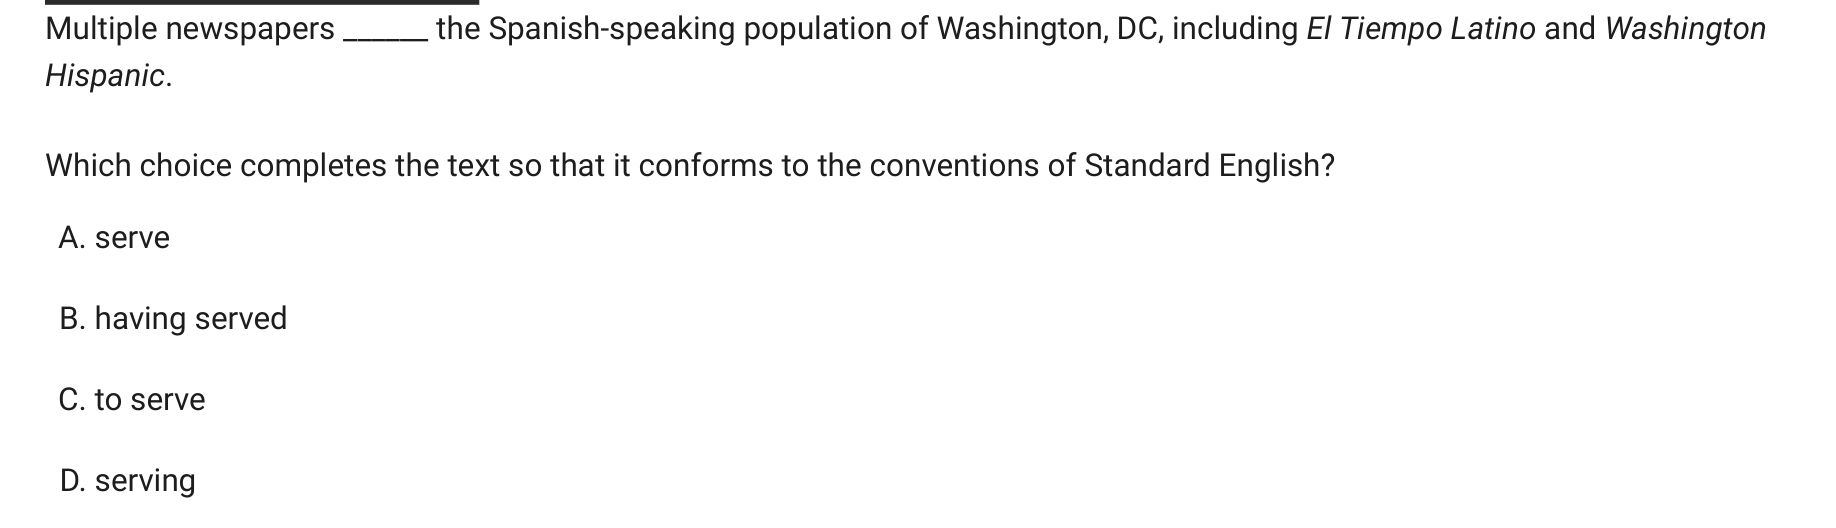 Multiple newspapers ______ the Spanish-speaking population of Washington, DC, including El Tiempo Latino and Washington
Hispanic.
Which choice completes the text so that it conforms to the conventions of Standard English?
A. serve
B. having served
C. to serve
D. serving